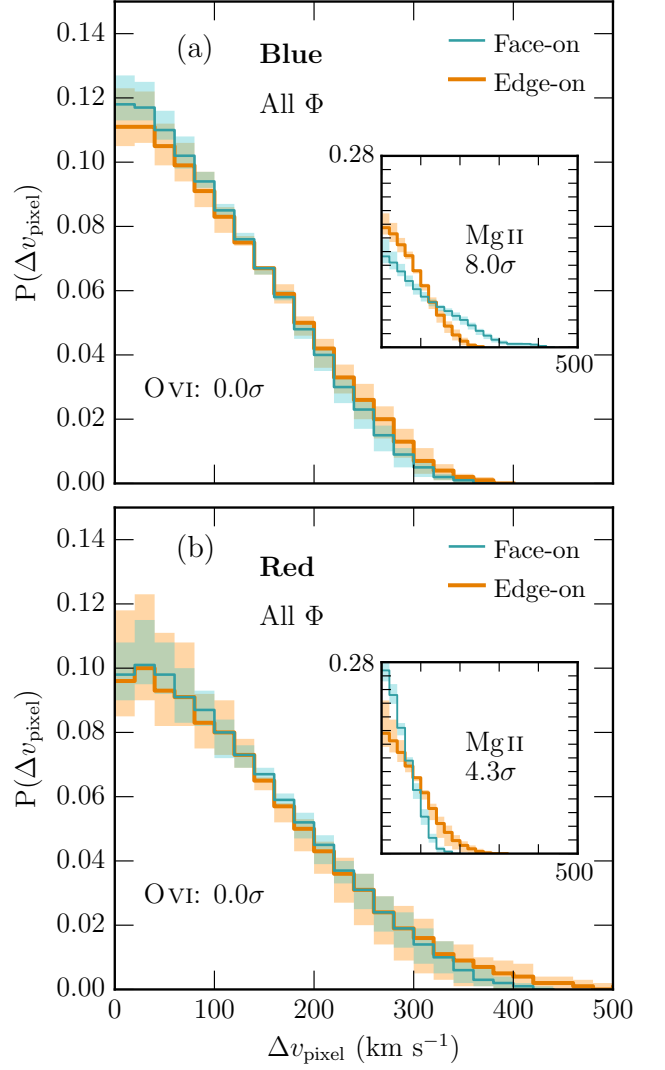 0.14
(a)
Blue
Face-on
Edge-on
0.12
All Φ
0.10
0.28
P(Δv_pixel)
0.08
Mg II
8.0σ
0.06
0.04
500
O VI: 0.0σ
0.02
0.00
0.14
(b)
Red
Face-on
Edge-on
0.12
All Φ
0.10
0.28
P(Δv_pixel)
0.08
Mg II
4.3σ
0.06
0.04
500
O VI: 0.0σ
0.02
0.00
0 100 200 300 400 500
Δv_pixel (km s⁻¹)